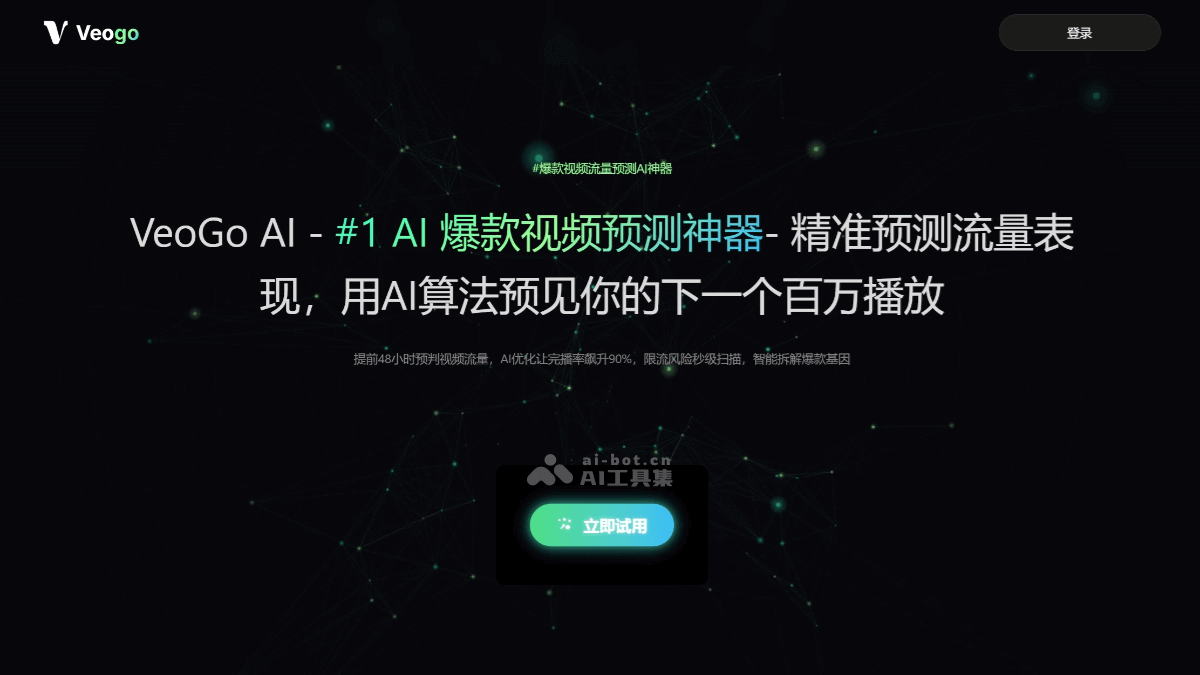 Veogo
登录
#爆款视频流量预测AI神器
VeoGo AI - #1 AI 爆款视频预测神器- 精准预测流量表
现，用AI算法预见你的下一个百万播放
提前48小时预判视频流量，AI优化让完播率飙升90%，限流风险秒级扫描，智能拆解爆款基因
ai-bot.cn
AI工具集
立即试用